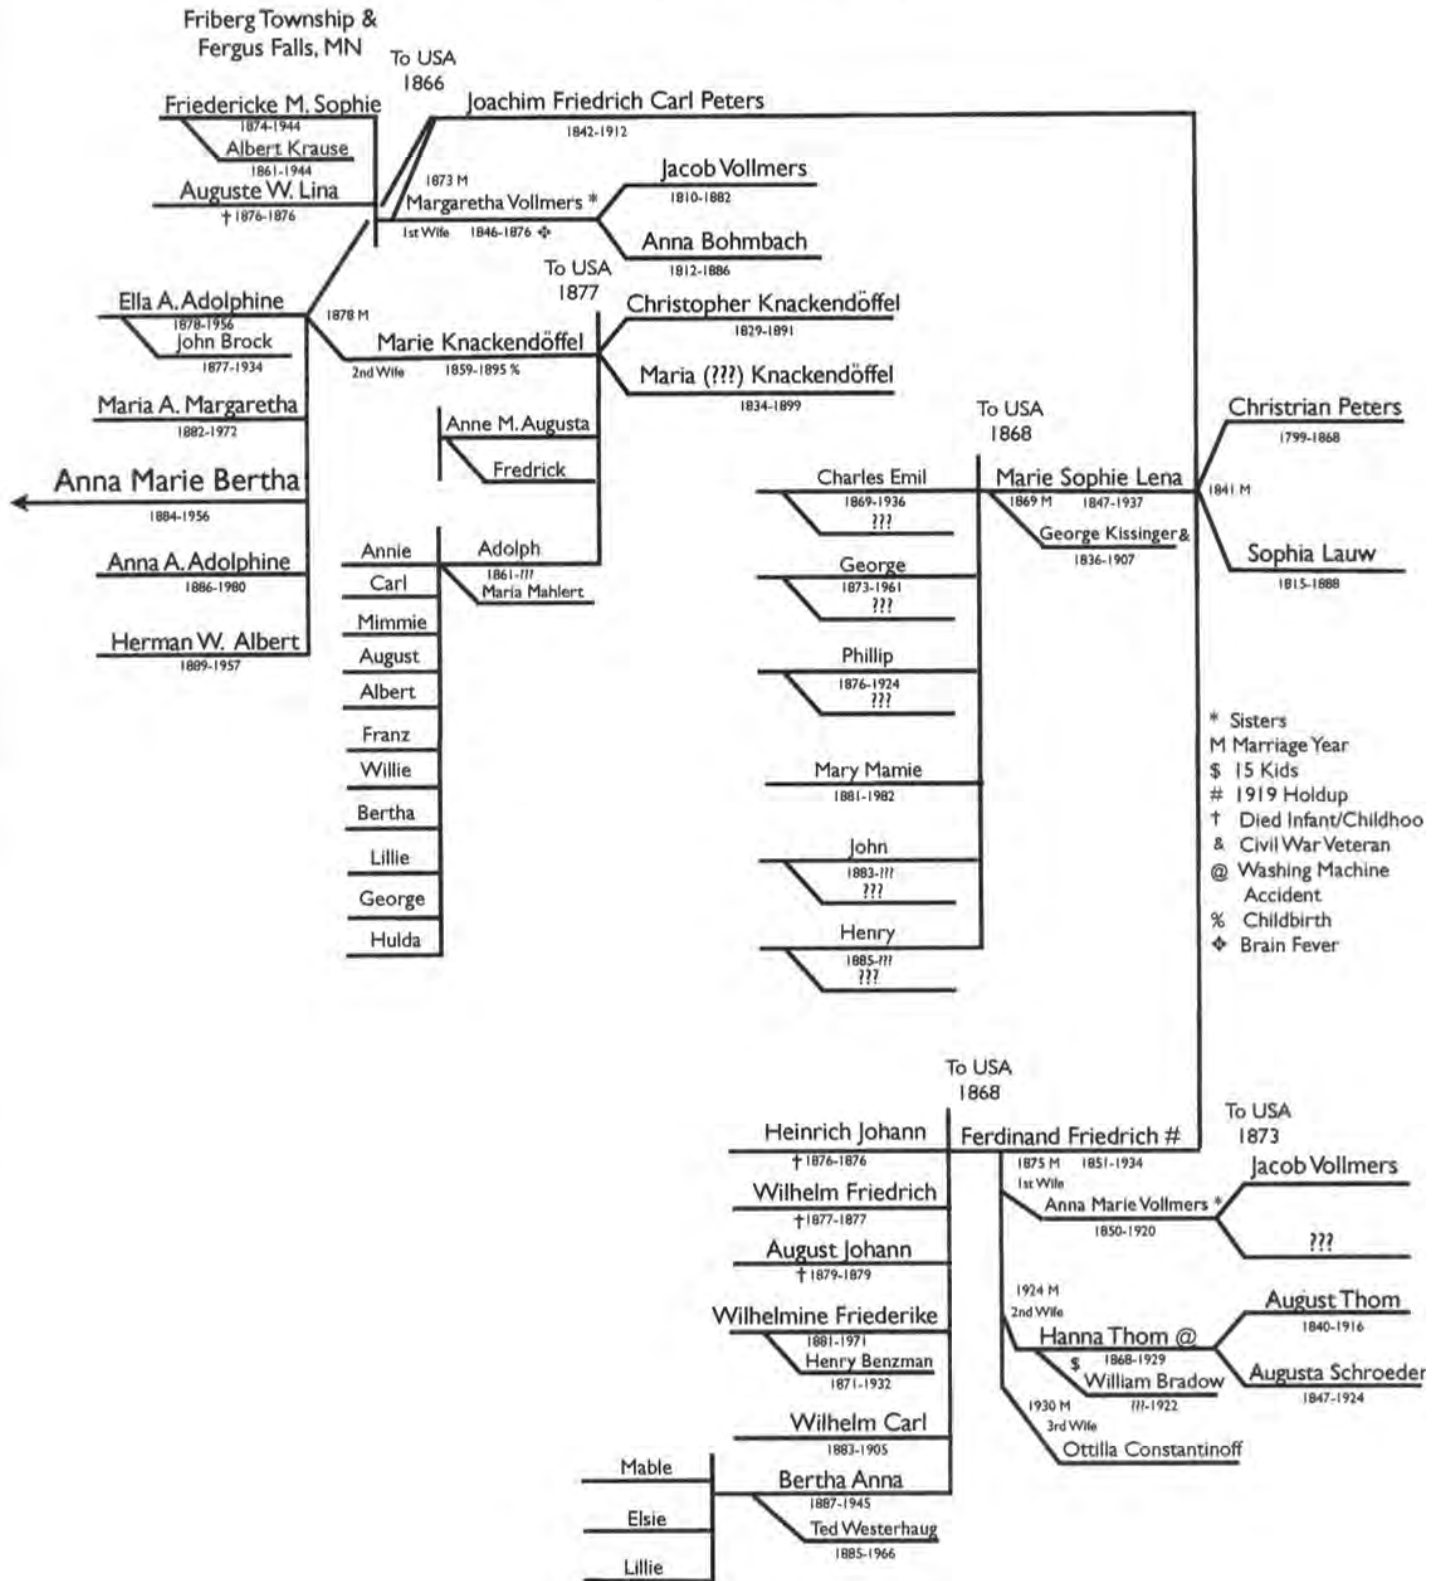 Friberg Township &
Fergus Falls, MN
To USA
1866
Friedericke M. Sophie
1874-1944
Albert Krause
1861-1944
Auguste W. Lina
† 1876-1876
Joachim Friedrich Carl Peters
1842-1912
1873 M
Margaretha Vollmers *
1st Wife 1846-1876 ✥
Jacob Vollmers
1810-1882
Anna Bohmbach
1812-1886
To USA
1877
Ella A. Adolphine
1878-1956
John Brock
1877-1934
1878 M
Marie Knackendöffel
2nd Wife 1859-1895 %
Christopher Knackendöffel
1829-1891
Maria (???) Knackendöffel
1834-1899
Maria A. Margaretha
1882-1972
Anna Marie Bertha
1884-1956
Anna A. Adolphine
1886-1980
Herman W. Albert
1889-1957
Anne M. Augusta
Fredrick
Adolph
1861-???
Maria Mahlert
Annie
Carl
Mimmie
August
Albert
Franz
Willie
Bertha
Lillie
George
Hulda
To USA
1868
Charles Emil
1869-1936
???
George
1873-1961
???
Phillip
1876-1924
???
Mary Mamie
1881-1982
John
1883-???
???
Henry
1885-???
???
Marie Sophie Lena
1869 M 1847-1937
George Kissinger &
1836-1907
Christrian Peters
1799-1868
1841 M
Sophia Lauw
1815-1888
* Sisters
M Marriage Year
$ 15 Kids
# 1919 Holdup
† Died Infant/Childhoo
& Civil War Veteran
@ Washing Machine
Accident
% Childbirth
✥ Brain Fever
To USA
1868
Heinrich Johann
† 1876-1876
Wilhelm Friedrich
† 1877-1877
August Johann
† 1879-1879
Wilhelmine Friederike
1881-1971
Henry Benzman
1871-1932
Wilhelm Carl
1883-1905
Bertha Anna
1887-1945
Ted Westerhaug
1885-1966
Mable
Elsie
Lillie
Ferdinand Friedrich #
1875 M 1851-1934
1st Wife
Anna Marie Vollmers *
1850-1920
To USA
1873
Jacob Vollmers
???
1924 M
2nd Wife
Hanna Thom @
1868-1929
$
William Bradow
???-1922
August Thom
1840-1916
Augusta Schroeder
1847-1924
1930 M
3rd Wife
Ottilla Constantinoff